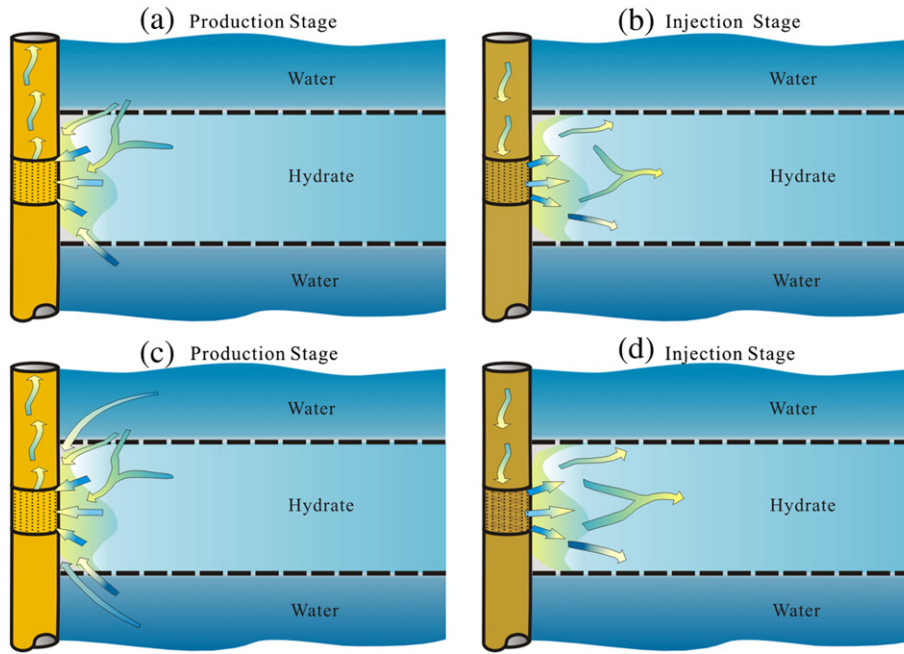 (a) Production Stage
Water
Hydrate
Water
(b) Injection Stage
Water
Hydrate
Water
(c) Production Stage
Water
Hydrate
Water
(d) Injection Stage
Water
Hydrate
Water